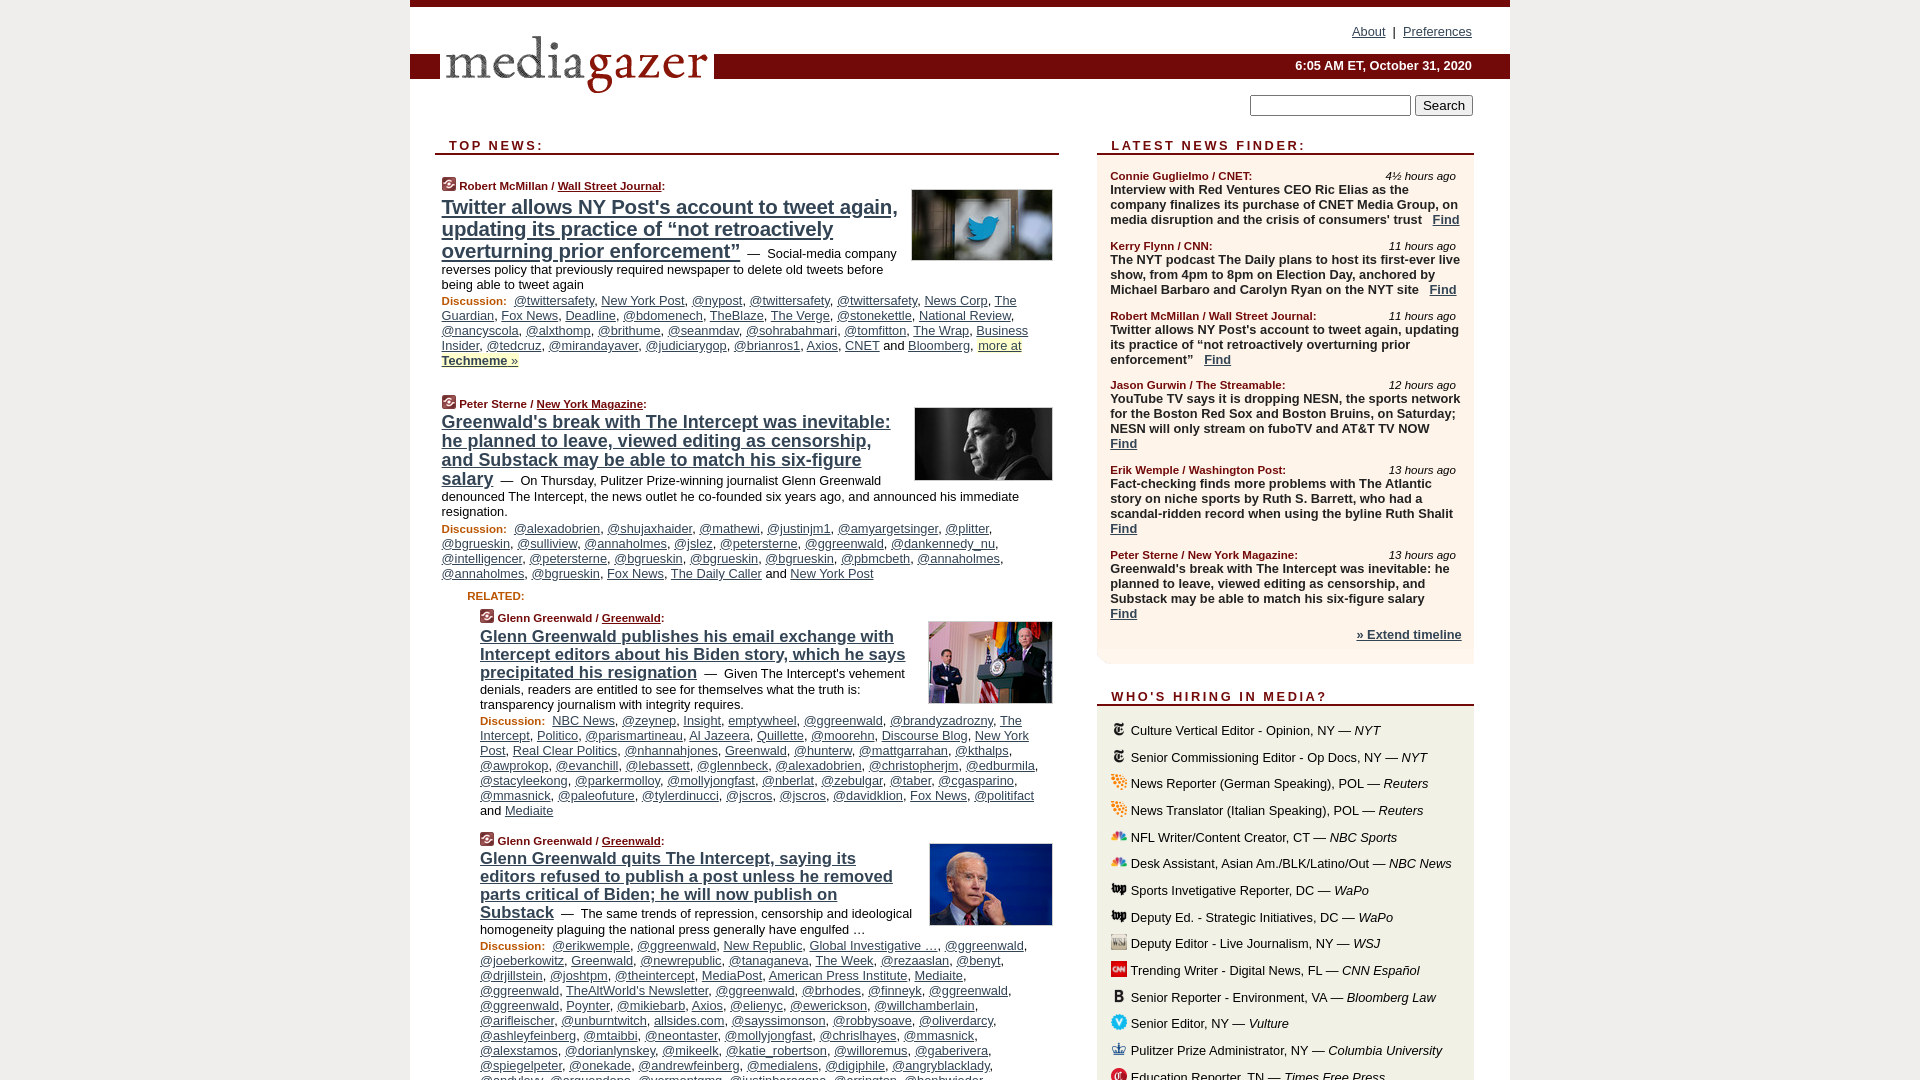 About | Preferences
mediagazer
6:05 AM ET, October 31, 2020
Search
TOP NEWS:
Robert McMillan / Wall Street Journal:
Twitter allows NY Post's account to tweet again,
updating its practice of “not retroactively
overturning prior enforcement” — Social-media company
reverses policy that previously required newspaper to delete old tweets before
being able to tweet again
Discussion: @twittersafety, New York Post, @nypost, @twittersafety, @twittersafety, News Corp, The
Guardian, Fox News, Deadline, @bdomenech, TheBlaze, The Verge, @stonekettle, National Review,
@nancyscola, @alxthomp, @brithume, @seanmdav, @sohrabahmari, @tomfitton, The Wrap, Business
Insider, @tedcruz, @mirandayaver, @judiciarygop, @brianros1, Axios, CNET and Bloomberg, more at
Techmeme »
Peter Sterne / New York Magazine:
Greenwald's break with The Intercept was inevitable:
he planned to leave, viewed editing as censorship,
and Substack may be able to match his six-figure
salary — On Thursday, Pulitzer Prize-winning journalist Glenn Greenwald
denounced The Intercept, the news outlet he co-founded six years ago, and announced his immediate
resignation.
Discussion: @alexadobrien, @shujaxhaider, @mathewi, @justinjm1, @amyargetsinger, @plitter,
@bgrueskin, @sulliview, @annaholmes, @jslez, @petersterne, @ggreenwald, @dankennedy_nu,
@intelligencer, @petersterne, @bgrueskin, @bgrueskin, @bgrueskin, @pbmcbeth, @annaholmes,
@annaholmes, @bgrueskin, Fox News, The Daily Caller and New York Post
RELATED:
Glenn Greenwald / Greenwald:
Glenn Greenwald publishes his email exchange with
Intercept editors about his Biden story, which he says
precipitated his resignation — Given The Intercept's vehement
denials, readers are entitled to see for themselves what the truth is:
transparency journalism with integrity requires.
Discussion: NBC News, @zeynep, Insight, emptywheel, @ggreenwald, @brandyzadrozny, The
Intercept, Politico, @parismartineau, Al Jazeera, Quillette, @moorehn, Discourse Blog, New York
Post, Real Clear Politics, @nhannahjones, Greenwald, @hunterw, @mattgarrahan, @kthalps,
@awprokop, @evanchill, @lebassett, @glennbeck, @alexadobrien, @christopherjm, @edburmila,
@stacyleekong, @parkermolloy, @mollyjongfast, @nberlat, @zebulgar, @taber, @cgasparino,
@mmasnick, @paleofuture, @tylerdinucci, @jscros, @jscros, @davidklion, Fox News, @politifact
and Mediaite
Glenn Greenwald / Greenwald:
Glenn Greenwald quits The Intercept, saying its
editors refused to publish a post unless he removed
parts critical of Biden; he will now publish on
Substack — The same trends of repression, censorship and ideological
homogeneity plaguing the national press generally have engulfed …
Discussion: @erikwemple, @ggreenwald, New Republic, Global Investigative …, @ggreenwald,
@joeberkowitz, Greenwald, @newrepublic, @tanaganeva, The Week, @rezaaslan, @benyt,
@drjillstein, @joshtpm, @theintercept, MediaPost, American Press Institute, Mediaite,
@ggreenwald, TheAltWorld's Newsletter, @ggreenwald, @brhodes, @finneyk, @ggreenwald,
@ggreenwald, Poynter, @mikiebarb, Axios, @elienyc, @ewerickson, @willchamberlain,
@arifleischer, @unburntwitch, allsides.com, @sayssimonson, @robbysoave, @oliverdarcy,
@ashleyfeinberg, @mtaibbi, @neontaster, @mollyjongfast, @chrislhayes, @mmasnick,
@alexstamos, @dorianlynskey, @mikeelk, @katie_robertson, @willoremus, @gaberivera,
@spiegelpeter, @onekade, @andrewfeinberg, @medialens, @digiphile, @angryblacklady,
LATEST NEWS FINDER:
Connie Guglielmo / CNET: 4½ hours ago
Interview with Red Ventures CEO Ric Elias as the
company finalizes its purchase of CNET Media Group, on
media disruption and the crisis of consumers' trust Find
Kerry Flynn / CNN: 11 hours ago
The NYT podcast The Daily plans to host its first-ever live
show, from 4pm to 8pm on Election Day, anchored by
Michael Barbaro and Carolyn Ryan on the NYT site Find
Robert McMillan / Wall Street Journal: 11 hours ago
Twitter allows NY Post's account to tweet again, updating
its practice of “not retroactively overturning prior
enforcement” Find
Jason Gurwin / The Streamable: 12 hours ago
YouTube TV says it is dropping NESN, the sports network
for the Boston Red Sox and Boston Bruins, on Saturday;
NESN will only stream on fuboTV and AT&T TV NOW
Find
Erik Wemple / Washington Post: 13 hours ago
Fact-checking finds more problems with The Atlantic
story on niche sports by Ruth S. Barrett, who had a
scandal-ridden record when using the byline Ruth Shalit
Find
Peter Sterne / New York Magazine: 13 hours ago
Greenwald's break with The Intercept was inevitable: he
planned to leave, viewed editing as censorship, and
Substack may be able to match his six-figure salary
Find
» Extend timeline
WHO'S HIRING IN MEDIA?
Culture Vertical Editor - Opinion, NY — NYT
Senior Commissioning Editor - Op Docs, NY — NYT
News Reporter (German Speaking), POL — Reuters
News Translator (Italian Speaking), POL — Reuters
NFL Writer/Content Creator, CT — NBC Sports
Desk Assistant, Asian Am./BLK/Latino/Out — NBC News
Sports Invetigative Reporter, DC — WaPo
Deputy Ed. - Strategic Initiatives, DC — WaPo
Deputy Editor - Live Journalism, NY — WSJ
Trending Writer - Digital News, FL — CNN Español
Senior Reporter - Environment, VA — Bloomberg Law
Senior Editor, NY — Vulture
Pulitzer Prize Administrator, NY — Columbia University
Education Reporter, TN — Times Free Press